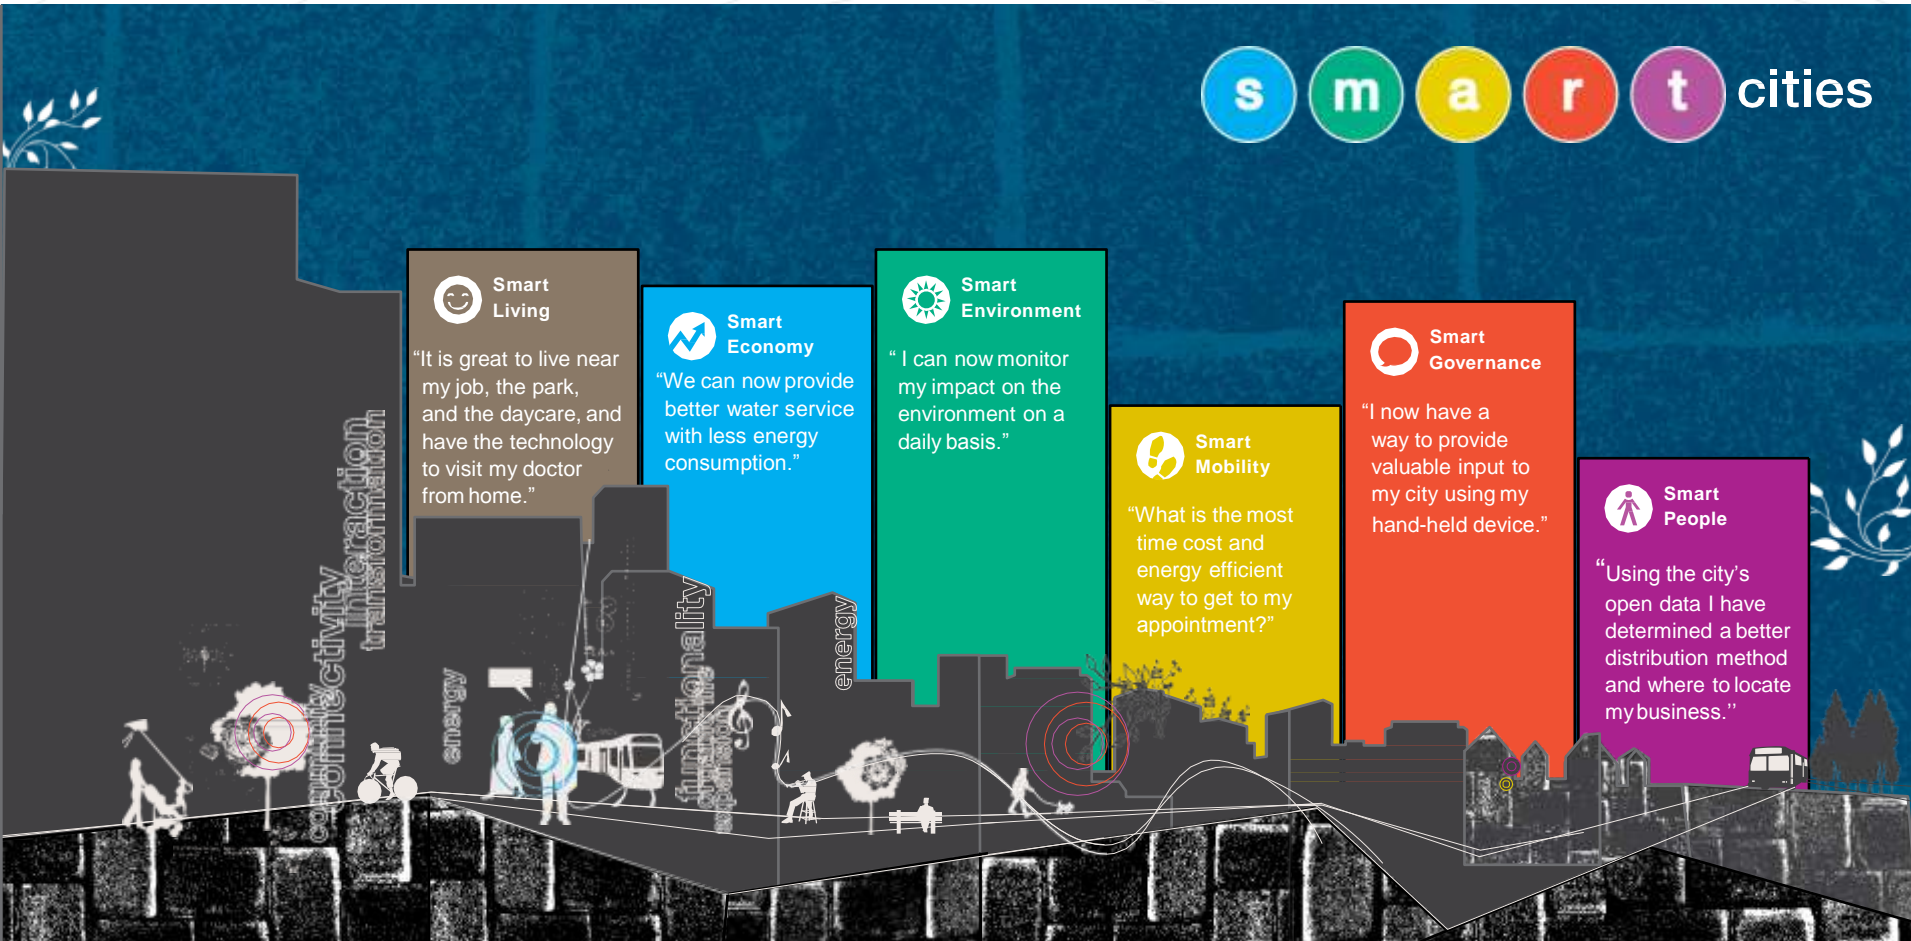 smart cities
Smart
Living
“It is great to live near
my job, the park,
and the daycare, and
have the technology
to visit my doctor
from home.”
Smart
Economy
“We can now provide
better water service
with less energy
consumption.”
Smart
Environment
“ I can now monitor
my impact on the
environment on a
daily basis.”
Smart
Mobility
“What is the most
time cost and
energy efficient
way to get to my
appointment?”
Smart
Governance
“I now have a
way to provide
valuable input to
my city using my
hand-held device.”
Smart
People
“Using the city’s
open data I have
determined a better
distribution method
and where to locate
my business.’’
interaction
transformation
connectivity
energy
functionality
energy